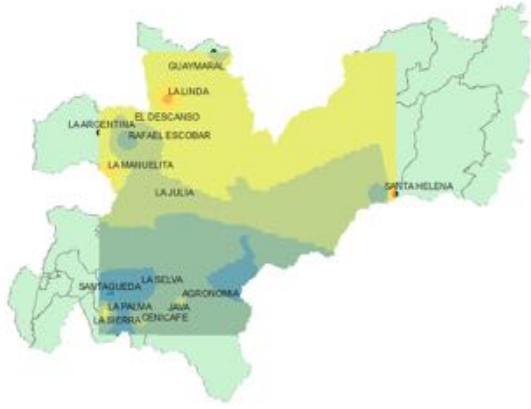 GUAYMARAL
LA LINDA
EL DESCANSO
LA ARGENTINA
RAFAEL ESCOBAR
LA MANUELITA
LA JULIA
SANTA HELENA
LA SELVA
SANTAGUEDA
AGRONOMIA
LA PALMA
JAVA
LA SIERRA
CENICAFE